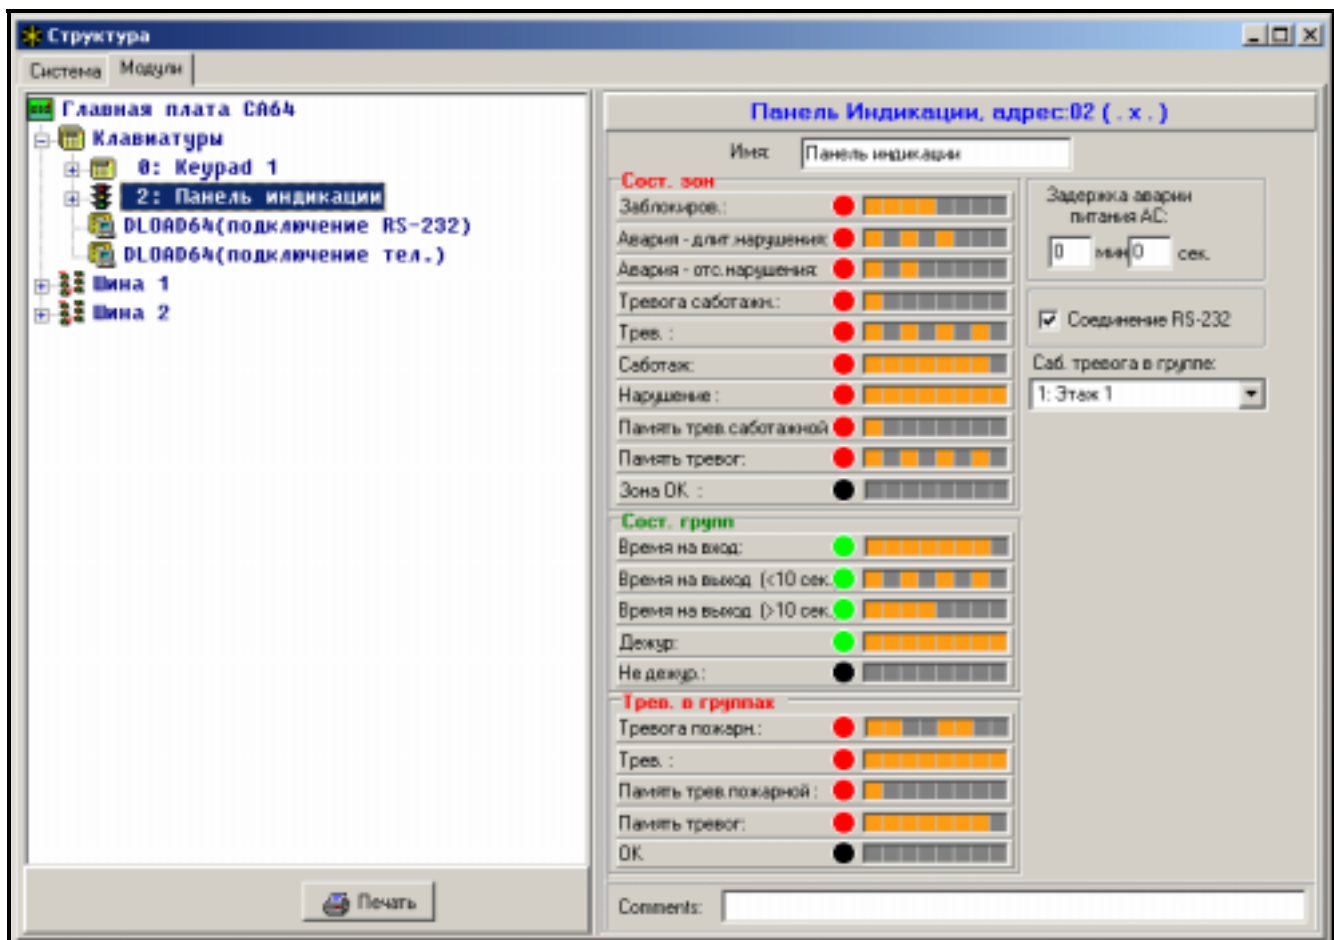 Структура
Система Модули
Главная плата CA64
Клавиатуры
0: Keypad 1
2: Панель индикации
DLOAD64(подключение RS-232)
DLOAD64(подключение тел.)
Шина 1
Шина 2
Печать
Панель Индикации, адрес:02 ( . x . )
Имя: Панель индикации
Сост. зон
Заблокиров.:
Авария - длит.нарушения:
Авария - отс.нарушения:
Тревога саботажн.:
Трев. :
Саботаж:
Нарушение :
Память трев.саботажной
Память тревог:
Зона ОК. :
Сост. групп
Время на вход:
Время на выход (<10 сек.
Время на выход (>10 сек.
Дежур:
Не дежур.:
Трев. в группах
Тревога пожарн.:
Трев. :
Память трев.пожарной :
Память тревог:
ОК
Задержка аварии
питания АС:
0 мин 0 сек.
Соединение RS-232
Саб. тревога в группе:
1: Этаж 1
Comments: